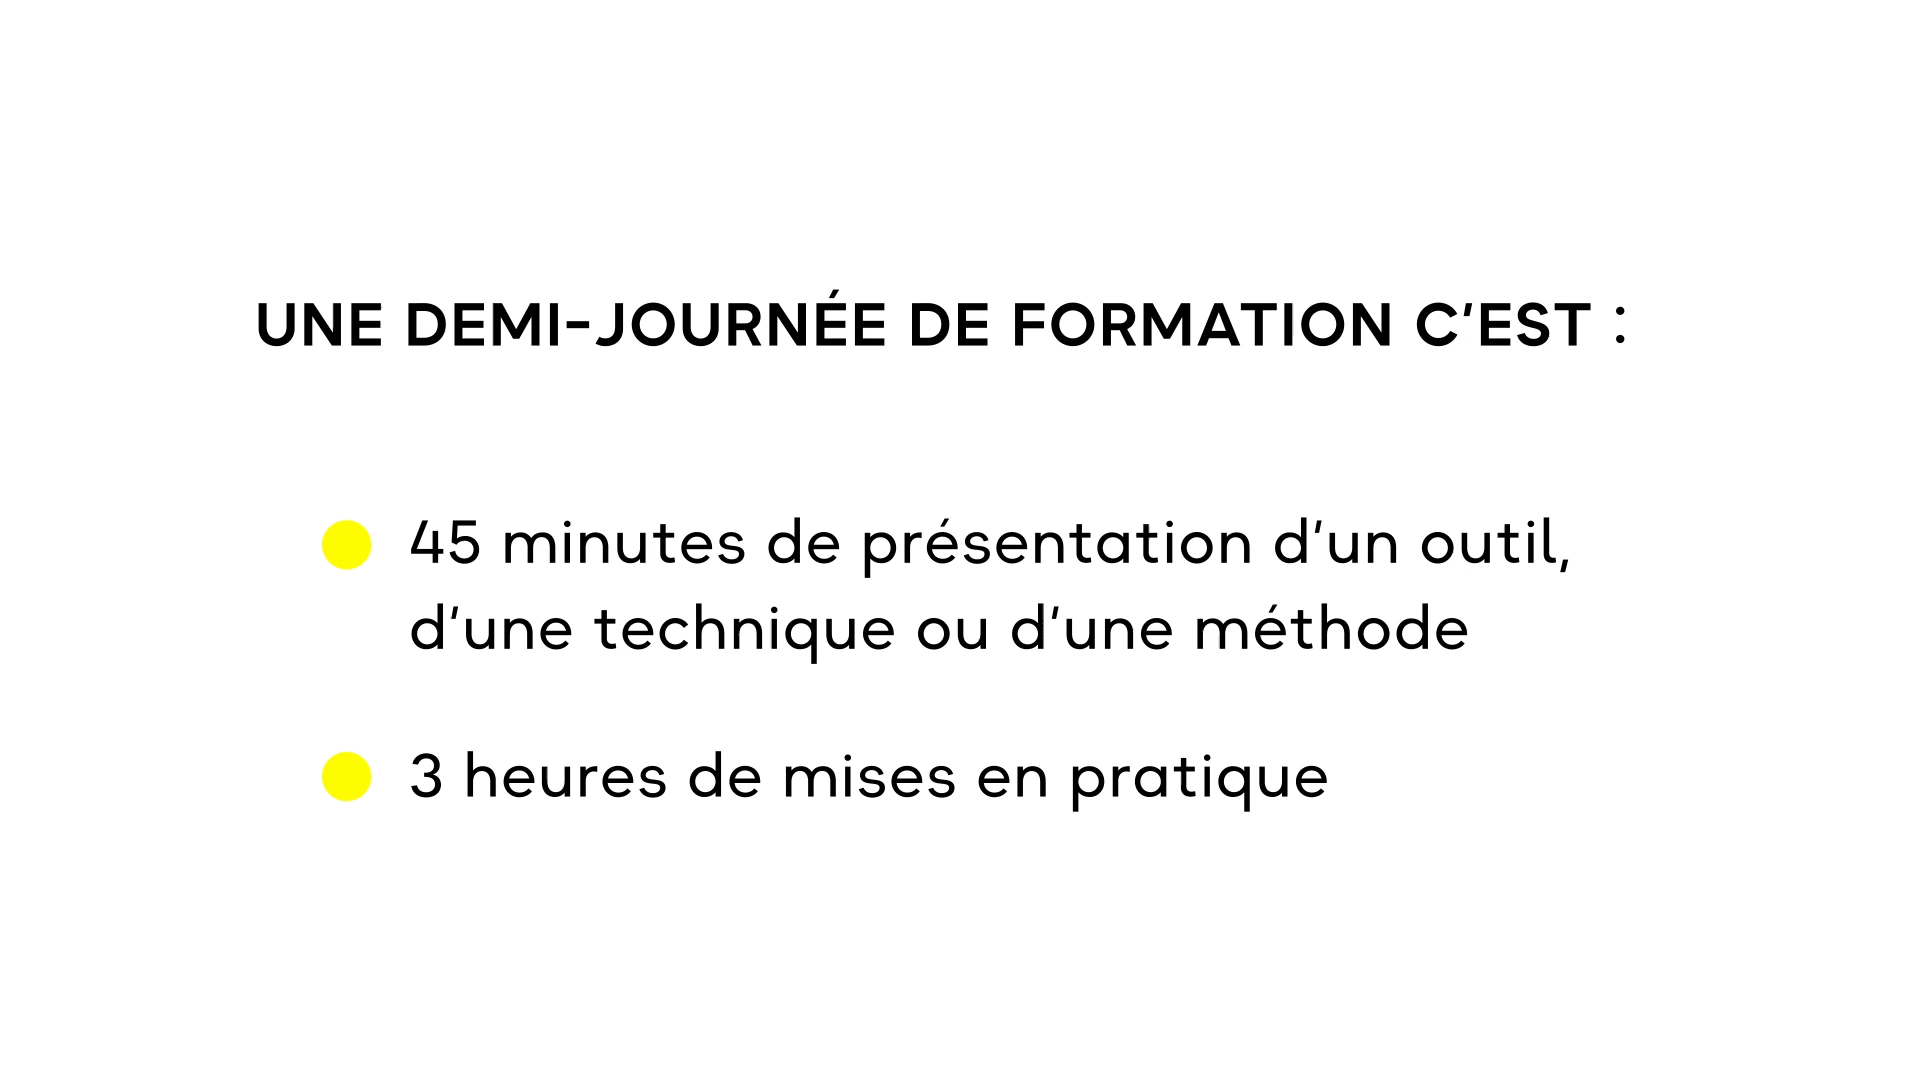 UNE DEMI-JOURNÉE DE FORMATION C’EST :
45 minutes de présentation d’un outil,
d’une technique ou d’une méthode
3 heures de mises en pratique